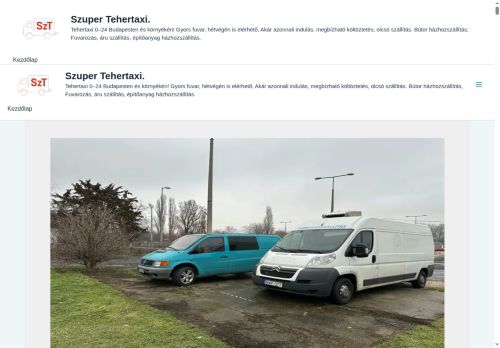 SzT
Szuper Tehertaxi.
Tehertaxi 0–24 Budapesten és környékén! Gyors fuvar, hétvégén is elérhető, Akár azonnali indulás, megbízható költöztetés, olcsó szállítás. Bútor házhozszállítás,
Fuvarozás, áru szállítás, építőanyag házhozszállítás.
Kezdőlap
SzT
Szuper Tehertaxi.
Tehertaxi 0–24 Budapesten és környékén! Gyors fuvar, hétvégén is elérhető, Akár azonnali indulás, megbízható költöztetés, olcsó szállítás. Bútor házhozszállítás,
Fuvarozás, áru szállítás, építőanyag házhozszállítás.
Kezdőlap